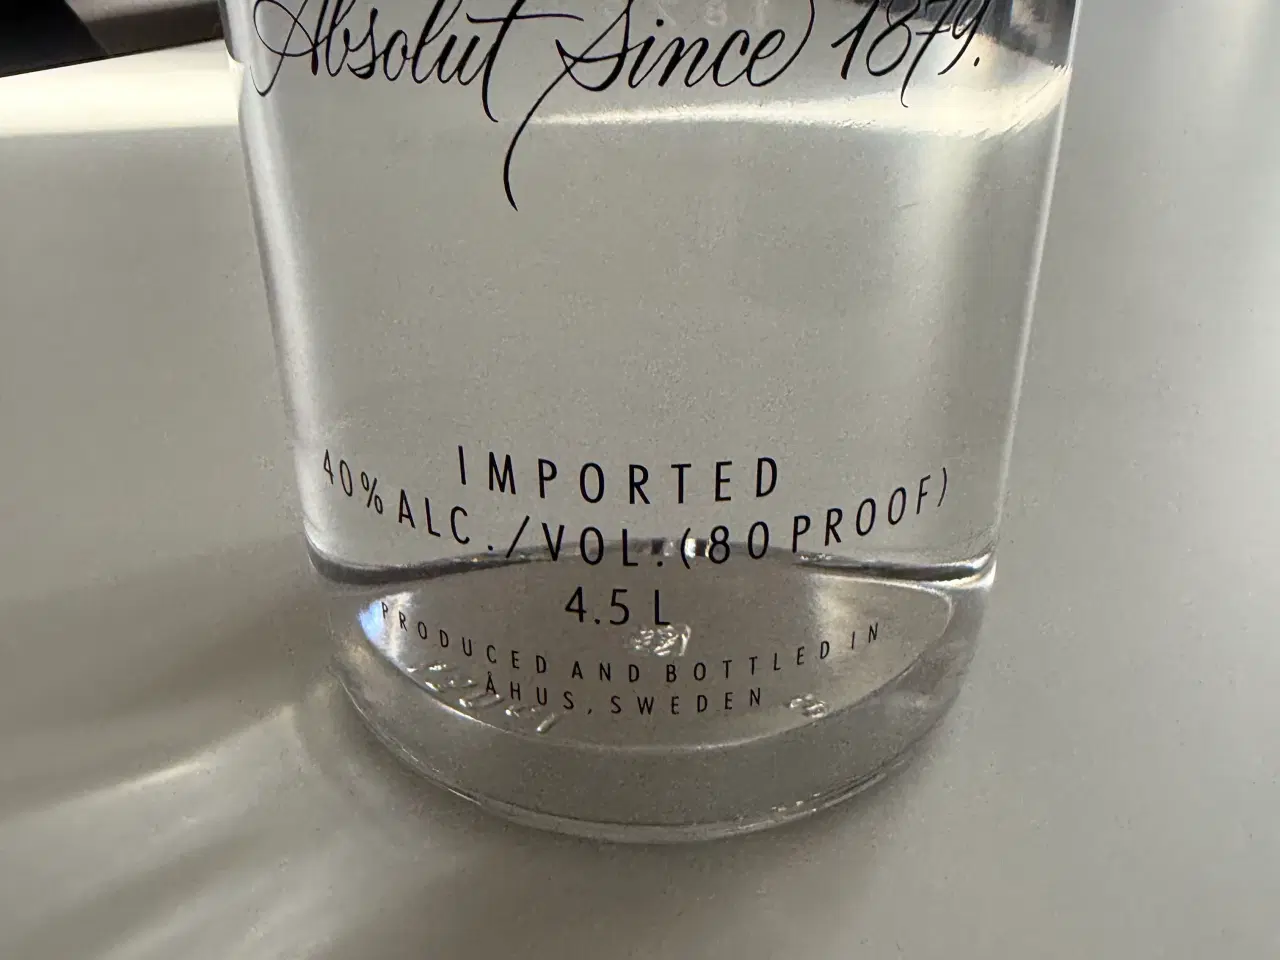 Absolut Since 1879.
IMPORTED
40% ALC./VOL.(80 PROOF)
4.5 L
PRODUCED AND BOTTLED IN
ÅHUS, SWEDEN